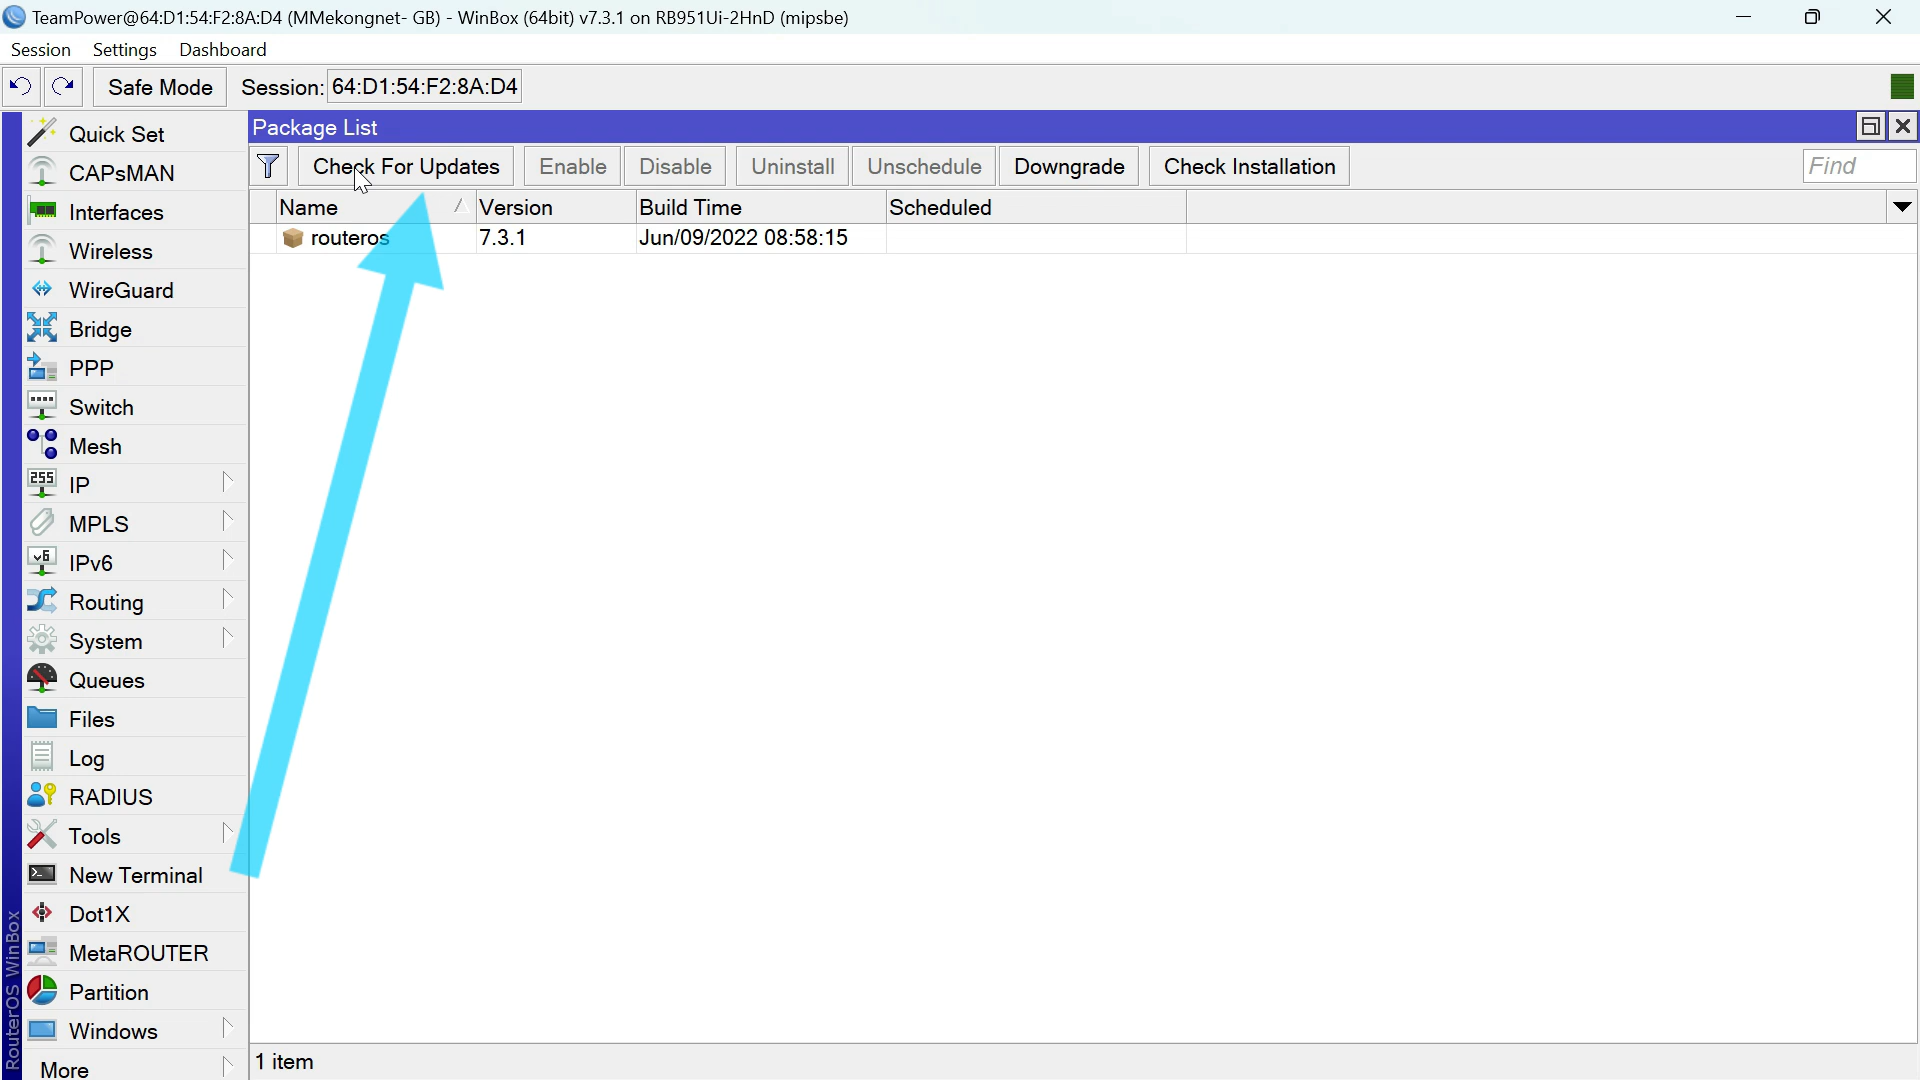 TeamPower@64:D1:54:F2:8A:D4 (MMekongnet- GB) - WinBox (64bit) v7.3.1 on RB951Ui-2HnD (mipsbe)
Session Settings Dashboard
Safe Mode Session: 64:D1:54:F2:8A:D4
Package List
Check For Updates Enable Disable Uninstall Unschedule Downgrade Check Installation Find
Name Version Build Time Scheduled
routeros 7.3.1 Jun/09/2022 08:58:15
Quick Set
CAPsMAN
Interfaces
Wireless
WireGuard
Bridge
PPP
Switch
Mesh
255 IP
MPLS
v6 IPv6
Routing
System
Queues
Files
Log
RADIUS
Tools
New Terminal
Dot1X
MetaROUTER
Partition
Windows
More
RouterOS WinBox
1 item